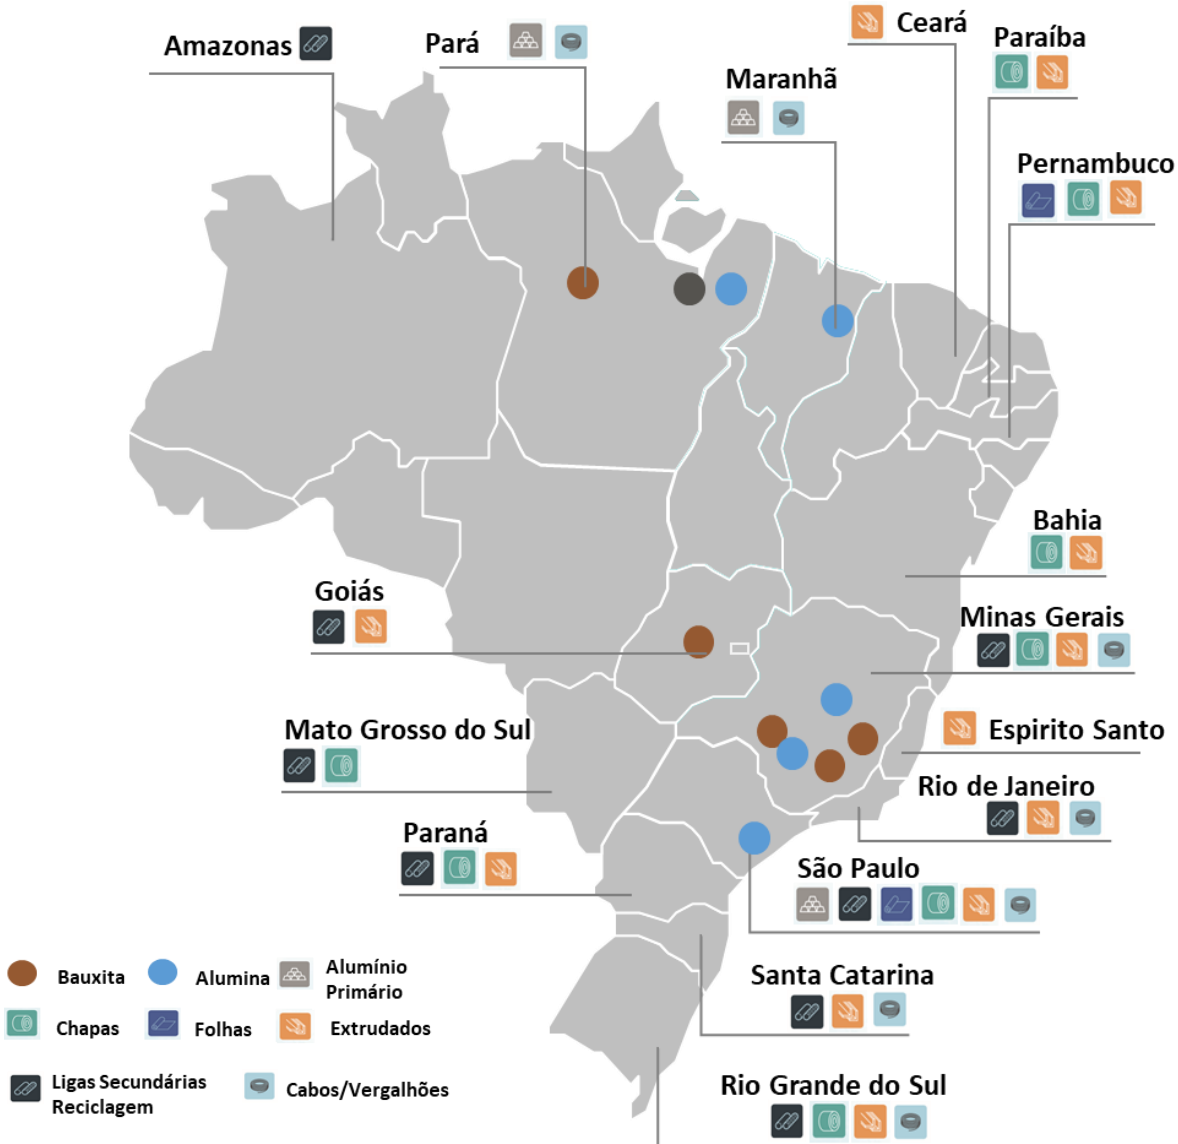 Amazonas
Pará
Ceará
Paraíba
Maranhã
Pernambuco
Bahia
Goiás
Minas Gerais
Mato Grosso do Sul
Espirito Santo
Rio de Janeiro
Paraná
São Paulo
Santa Catarina
Rio Grande do Sul
Bauxita
Alumina
Alumínio
Primário
Chapas
Folhas
Extrudados
Ligas Secundárias
Reciclagem
Cabos/Vergalhões